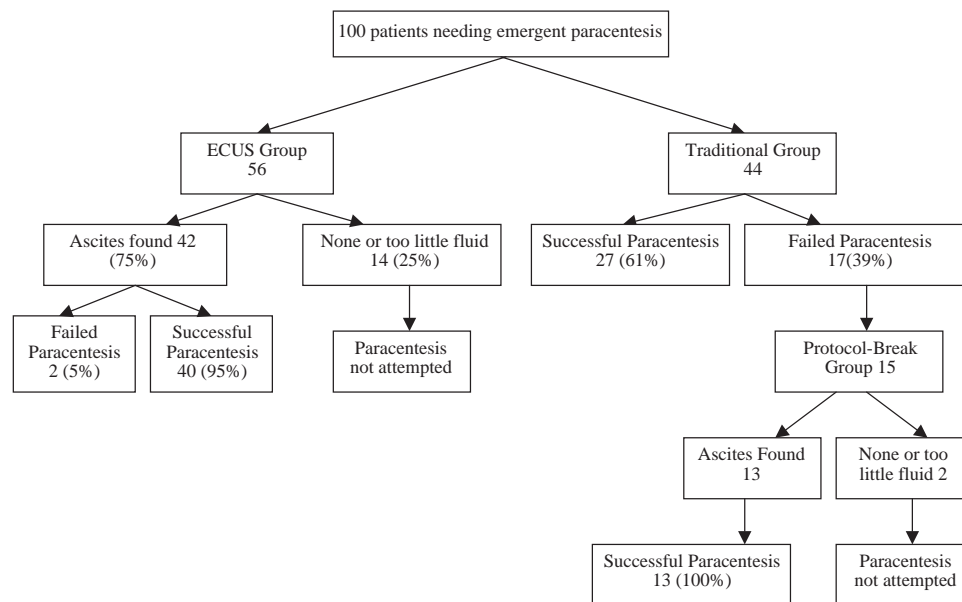 100 patients needing emergent paracentesis
ECUS Group
56
Traditional Group
44
Ascites found 42
(75%)
None or too little fluid
14 (25%)
Successful Paracentesis
27 (61%)
Failed Paracentesis
17(39%)
Failed
Paracentesis
2 (5%)
Successful
Paracentesis
40 (95%)
Paracentesis
not attempted
Protocol-Break
Group 15
Ascites Found
13
None or too
little fluid 2
Successful Paracentesis
13 (100%)
Paracentesis
not attempted